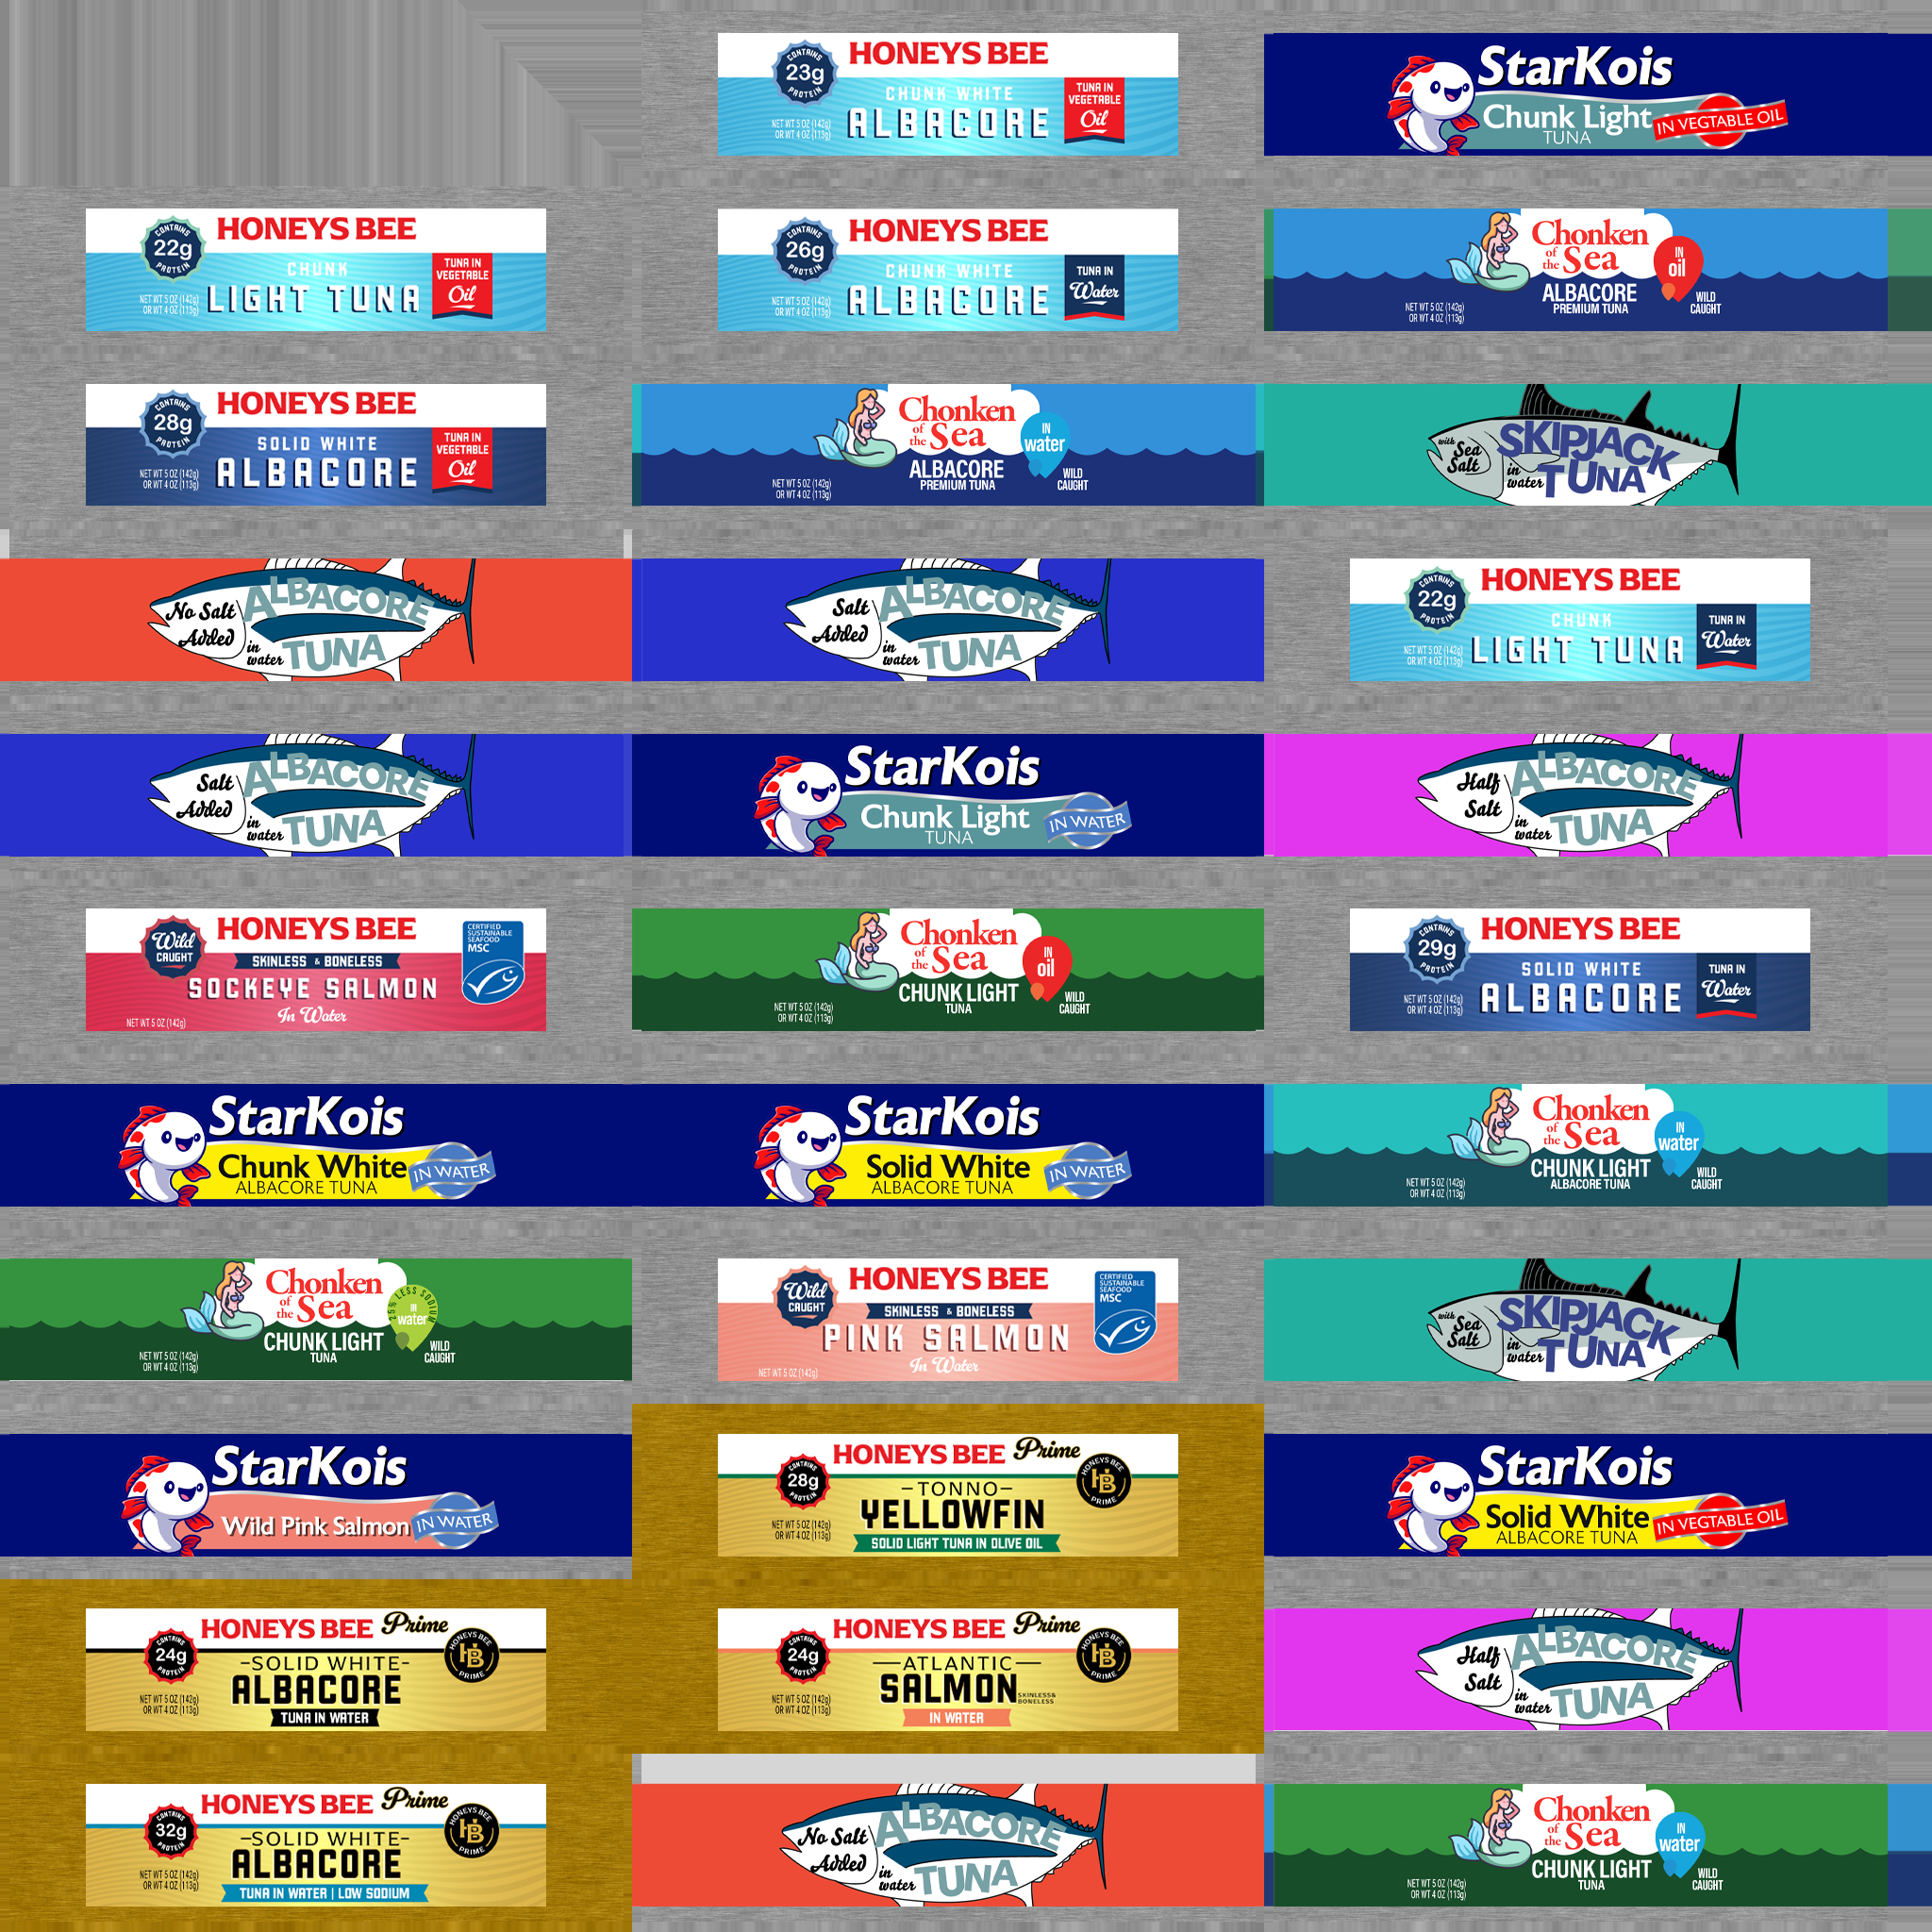 CONTAINS
23g
PROTEIN
HONEYS BEE
CHUNK WHITE
ALBACORE
NET WT 5 OZ (142g)
OR WT 4 OZ (113g)
TUNA IN
VEGETABLE
Oil
StarKois
Chunk Light
TUNA
IN VEGTABLE OIL
CONTAINS
22g
PROTEIN
HONEYS BEE
CHUNK
LIGHT TUNA
NET WT 5 OZ (142g)
OR WT 4 OZ (113g)
TUNA IN
VEGETABLE
Oil
CONTAINS
26g
PROTEIN
HONEYS BEE
CHUNK WHITE
ALBACORE
NET WT 5 OZ (142g)
OR WT 4 OZ (113g)
TUNA IN
Water
Chonken
of the Sea
IN
oil
ALBACORE
PREMIUM TUNA
NET WT 5 OZ (142g)
OR WT 4 OZ (113g)
WILD
CAUGHT
CONTAINS
28g
PROTEIN
HONEYS BEE
SOLID WHITE
ALBACORE
NET WT 5 OZ (142g)
OR WT 4 OZ (113g)
TUNA IN
VEGETABLE
Oil
Chonken
of the Sea
IN
water
ALBACORE
PREMIUM TUNA
NET WT 5 OZ (142g)
OR WT 4 OZ (113g)
WILD
CAUGHT
with
Sea
Salt
SKIPJACK
in
water
TUNA
No Salt
Added
ALBACORE
in
water
TUNA
Salt
Added
ALBACORE
in
water
TUNA
CONTAINS
22g
PROTEIN
HONEYS BEE
CHUNK
LIGHT TUNA
NET WT 5 OZ (142g)
OR WT 4 OZ (113g)
TUNA IN
Water
Salt
Added
ALBACORE
in
water
TUNA
StarKois
Chunk Light
TUNA
IN WATER
Half
Salt
ALBACORE
in
water
TUNA
Wild
CAUGHT
HONEYS BEE
SKINLESS & BONELESS
SOCKEYE SALMON
In Water
NET WT 5 OZ (142g)
CERTIFIED
SUSTAINABLE
SEAFOOD
MSC
Chonken
of the Sea
IN
oil
CHUNK LIGHT
TUNA
NET WT 5 OZ (142g)
OR WT 4 OZ (113g)
WILD
CAUGHT
CONTAINS
29g
PROTEIN
HONEYS BEE
SOLID WHITE
ALBACORE
NET WT 5 OZ (142g)
OR WT 4 OZ (113g)
TUNA IN
Water
StarKois
Chunk White
ALBACORE TUNA
IN WATER
StarKois
Solid White
ALBACORE TUNA
IN WATER
Chonken
of the Sea
IN
water
CHUNK LIGHT
ALBACORE TUNA
NET WT 5 OZ (142g)
OR WT 4 OZ (113g)
WILD
CAUGHT
Chonken
of the Sea
LESS SODIUM
IN
water
CHUNK LIGHT
TUNA
NET WT 5 OZ (142g)
OR WT 4 OZ (113g)
WILD
CAUGHT
Wild
CAUGHT
HONEYS BEE
SKINLESS & BONELESS
PINK SALMON
In Water
NET WT 5 OZ (142g)
CERTIFIED
SUSTAINABLE
SEAFOOD
MSC
with
Sea
Salt
SKIPJACK
in
water
TUNA
StarKois
Wild Pink Salmon
IN WATER
CONTAINS
28g
PROTEIN
HONEYS BEE Prime
TONNO
YELLOWFIN
SOLID LIGHT TUNA IN OLIVE OIL
NET WT 5 OZ (142g)
OR WT 4 OZ (113g)
HONEYS BEE
HB
PRIME
StarKois
Solid White
ALBACORE TUNA
IN VEGTABLE OIL
CONTAINS
24g
PROTEIN
HONEYS BEE Prime
-SOLID WHITE-
ALBACORE
TUNA IN WATER
NET WT 5 OZ (142g)
OR WT 4 OZ (113g)
HONEYS BEE
HB
PRIME
CONTAINS
24g
PROTEIN
HONEYS BEE Prime
ATLANTIC
SALMON
SKINLESS&
BONELESS
IN WATER
NET WT 5 OZ (142g)
OR WT 4 OZ (113g)
HONEYS BEE
HB
PRIME
Half
Salt
ALBACORE
in
water
TUNA
CONTAINS
32g
PROTEIN
HONEYS BEE Prime
-SOLID WHITE-
ALBACORE
TUNA IN WATER | LOW SODIUM
NET WT 5 OZ (142g)
OR WT 4 OZ (113g)
HONEYS BEE
HB
PRIME
No Salt
Added
ALBACORE
in
water
TUNA
Chonken
of the Sea
IN
water
CHUNK LIGHT
TUNA
NET WT 5 OZ (142g)
OR WT 4 OZ (113g)
WILD
CAUGHT